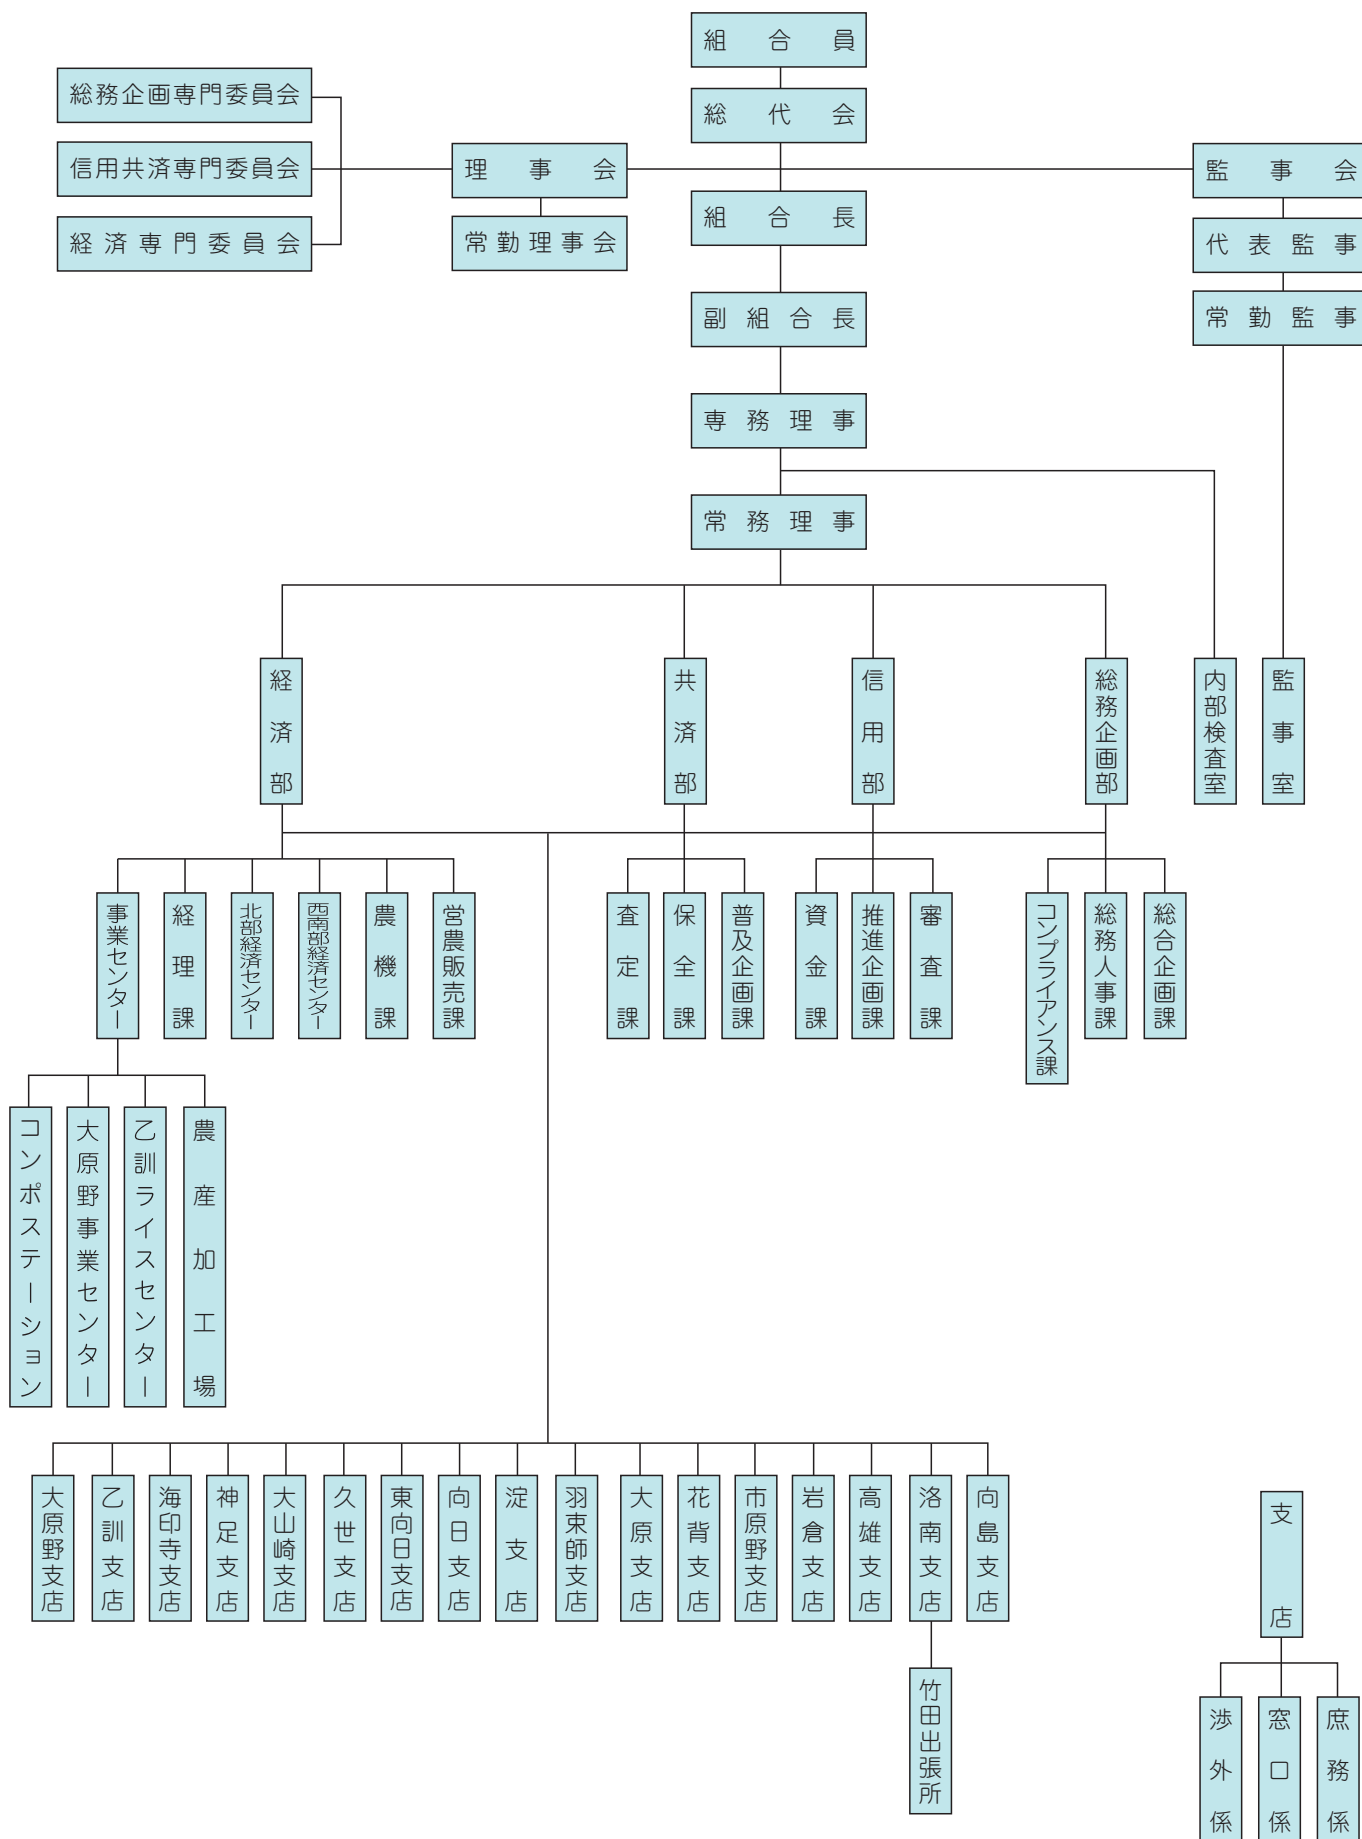 組合員
総代会
総務企画専門委員会
信用共済専門委員会
経済専門委員会
理事会
常勤理事会
監事会
代表監事
常勤監事
組合長
副組合長
専務理事
常務理事
経済部
共済部
信用部
総務企画部
内部検査室
監事室
事業センター
経理課
北部経済センター
西南部経済センター
農機課
営農販売課
査定課
保全課
普及企画課
資金課
推進企画課
審査課
コンプライアンス課
総務人事課
総合企画課
コンポステーション
大原野事業センター
乙訓ライスセンター
農産加工場
大原野支店
乙訓支店
海印寺支店
神足支店
大山崎支店
久世支店
東向日支店
向日支店
淀支店
羽束師支店
大原支店
花背支店
市原野支店
岩倉支店
高雄支店
洛南支店
向島支店
竹田出張所
支店
渉外係
窓口係
庶務係